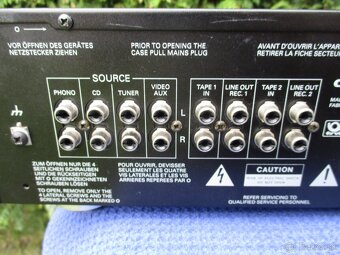 VOR ÖFFNEN DES GERÄTES
NETZSTECKER ZIEHEN
PRIOR TO OPENING THE
CASE PULL MAINS PLUG
AVANT D'OUVRIR L'APPAR
RETIRER LA FICHE SECTE
SOURCE
PHONO
CD
TUNER
VIDEO
AUX
TAPE 1
IN
LINE OUT
REC. 1
TAPE 2
IN
LINE OUT
REC. 2
L
R
ZUM ÖFFNEN NUR DIE 4
SEITLICHEN SCHRAUBEN
UND DIE RÜCKSEITIGEN
MIT O GEKENNZEICHNETEN
SCHRAUBEN LÖSEN
TO OPEN, REMOVE ONLY THE
4 LATERAL SCREWS AND THE
SCREWS AT THE BACK MARKED O
POUR OUVRIR, DEVISSER
SEULEMENT LES QUATRE
VIS LATERALES ET LES VIS
ARRIERES REPEREES PAR O
CAUTION
REFER SERVICING TO
QUALIFIED SERVICE PERSONNEL